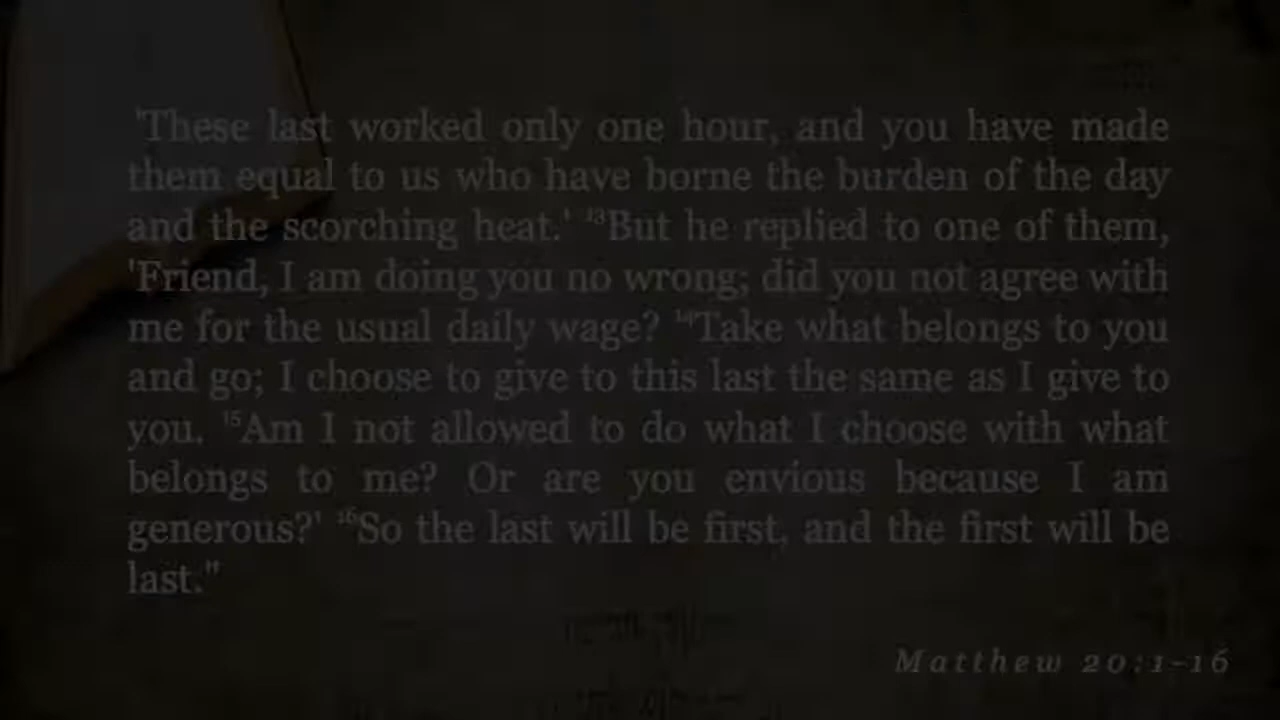 'These last worked only one hour, and you have made
them equal to us who have borne the burden of the day
and the scorching heat.' ¹³But he replied to one of them,
'Friend, I am doing you no wrong; did you not agree with
me for the usual daily wage? ¹⁴Take what belongs to you
and go; I choose to give to this last the same as I give to
you. ¹⁵Am I not allowed to do what I choose with what
belongs to me? Or are you envious because I am
generous?' ¹⁶So the last will be first, and the first will be
last."
Matthew 20:1-16